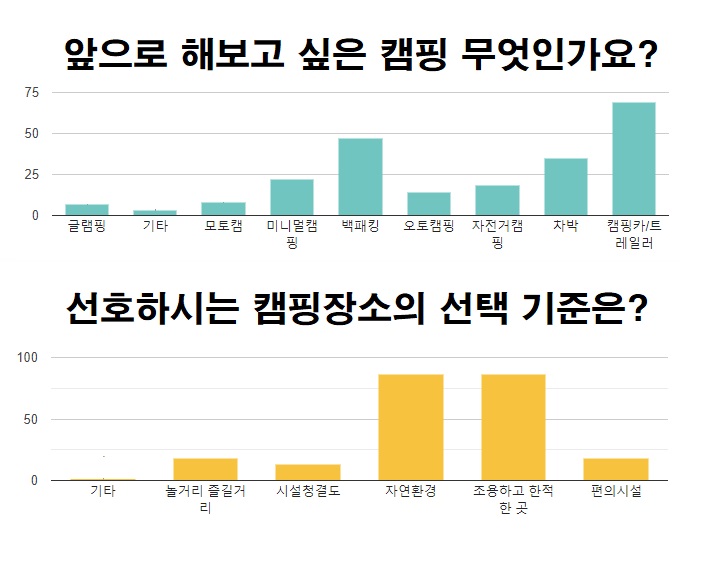 앞으로 해보고 싶은 캠핑 무엇인가요?
75
50
25
0
글램핑 기타 모토캠 미니멀캠 백패킹 오토캠핑 자전거캠 차박 캠핑카/트
핑 핑 레일러
선호하시는 캠핑장소의 선택 기준은?
100
50
0
기타 놀거리 즐길거 시설청결도 자연환경 조용하고 한적 편의시설
리 한 곳